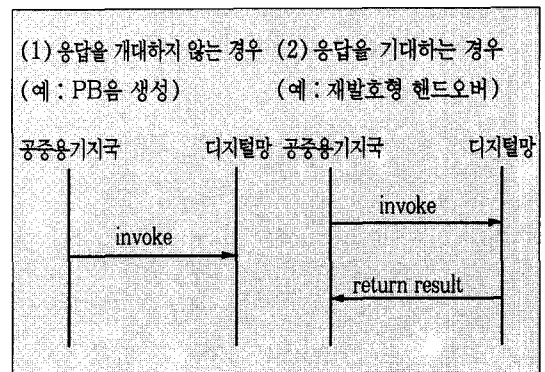 (1) 응답을 개대하지 않는 경우 (2) 응답을 기대하는 경우
(예 : PB음 생성) (예 : 재발호형 핸드오버)
공중용기지국 디지털망 공중용기지국 디지털망
invoke
invoke
return result